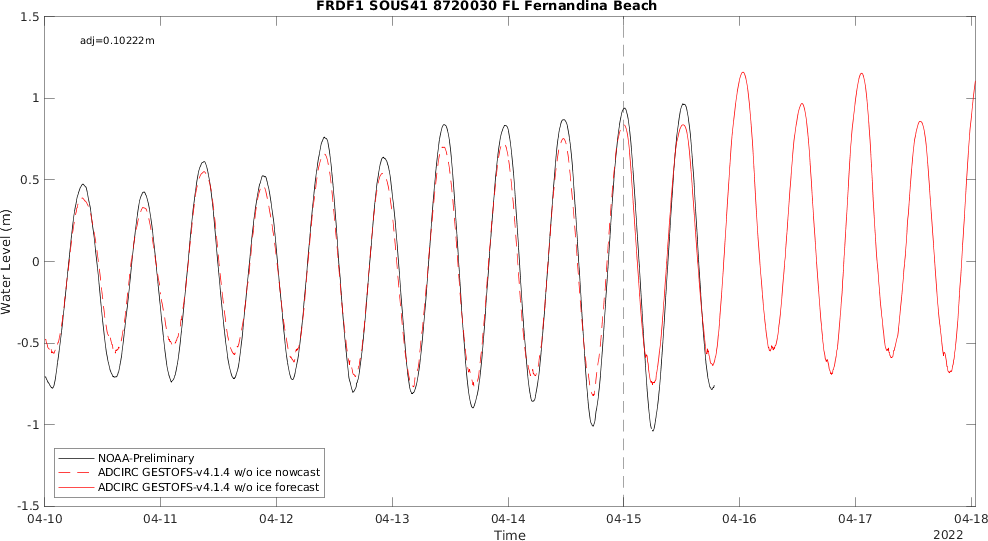 FRDF1 SOUS41 8720030 FL Fernandina Beach
adj=0.10222m
1.5
1
0.5
0
-0.5
-1
-1.5
Water Level (m)
NOAA-Preliminary
ADCIRC GESTOFS-v4.1.4 w/o ice nowcast
ADCIRC GESTOFS-v4.1.4 w/o ice forecast
04-10 04-11 04-12 04-13 04-14 04-15 04-16 04-17 04-18
Time
2022